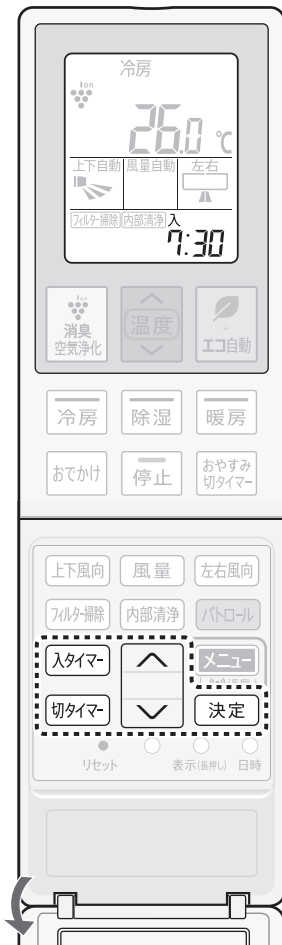 冷房
ion
26.0 ℃
上下自動 風量自動 左右
フィルター掃除 内部清浄 入
7:30
ion
消臭 空気浄化
温度
エコ自動
冷房 除湿 暖房
おでかけ 停止 おやすみ 切タイマー
上下風向 風量 左右風向
フィルター掃除 内部清浄 パトロール
入タイマー メニュー
切タイマー 決定
リセット 表示(長押し) 日時